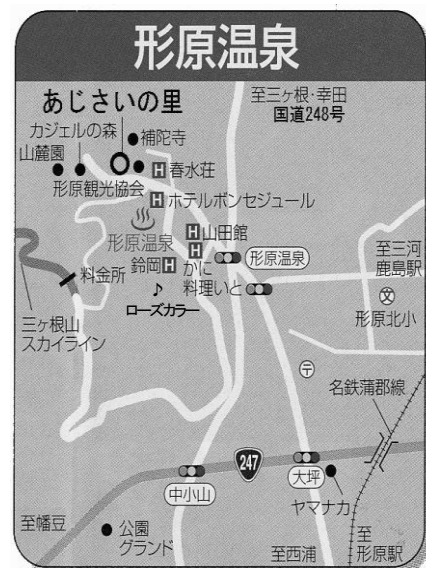 形原温泉
あじさいの里
至三ヶ根・幸田
国道248号
カジェルの森
補陀寺
山麓園
H春水荘
形原観光協会
Hホテルボンセジュール
形原温泉
H山田館
鈴岡H
Hかに
料理いと
形原温泉
至三河
鹿島駅
料金所
♪
ローズカラー
文
形原北小
三ヶ根山
スカイライン
〒
名鉄蒲郡線
247
中小山
大坪
ヤマナカ
至幡豆
公園
グランド
至西浦
至
形原駅